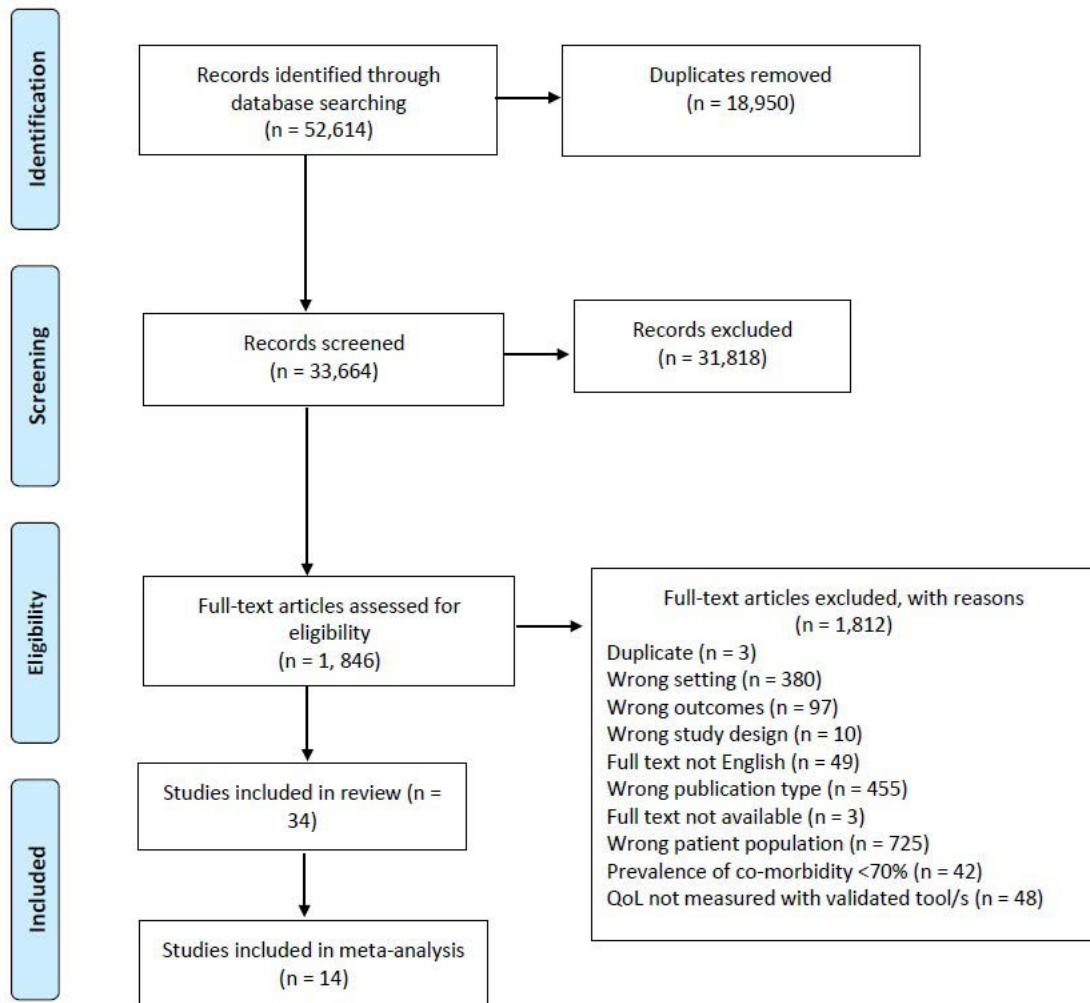 Identification
Records identified through
database searching
(n = 52,614)
Duplicates removed
(n = 18,950)
Screening
Records screened
(n = 33,664)
Records excluded
(n = 31,818)
Eligibility
Full-text articles assessed for
eligibility
(n = 1, 846)
Full-text articles excluded, with reasons
(n = 1,812)
Duplicate (n = 3)
Wrong setting (n = 380)
Wrong outcomes (n = 97)
Wrong study design (n = 10)
Full text not English (n = 49)
Wrong publication type (n = 455)
Full text not available (n = 3)
Wrong patient population (n = 725)
Prevalence of co-morbidity <70% (n = 42)
QoL not measured with validated tool/s (n = 48)
Included
Studies included in review (n =
34)
Studies included in meta-analysis
(n = 14)